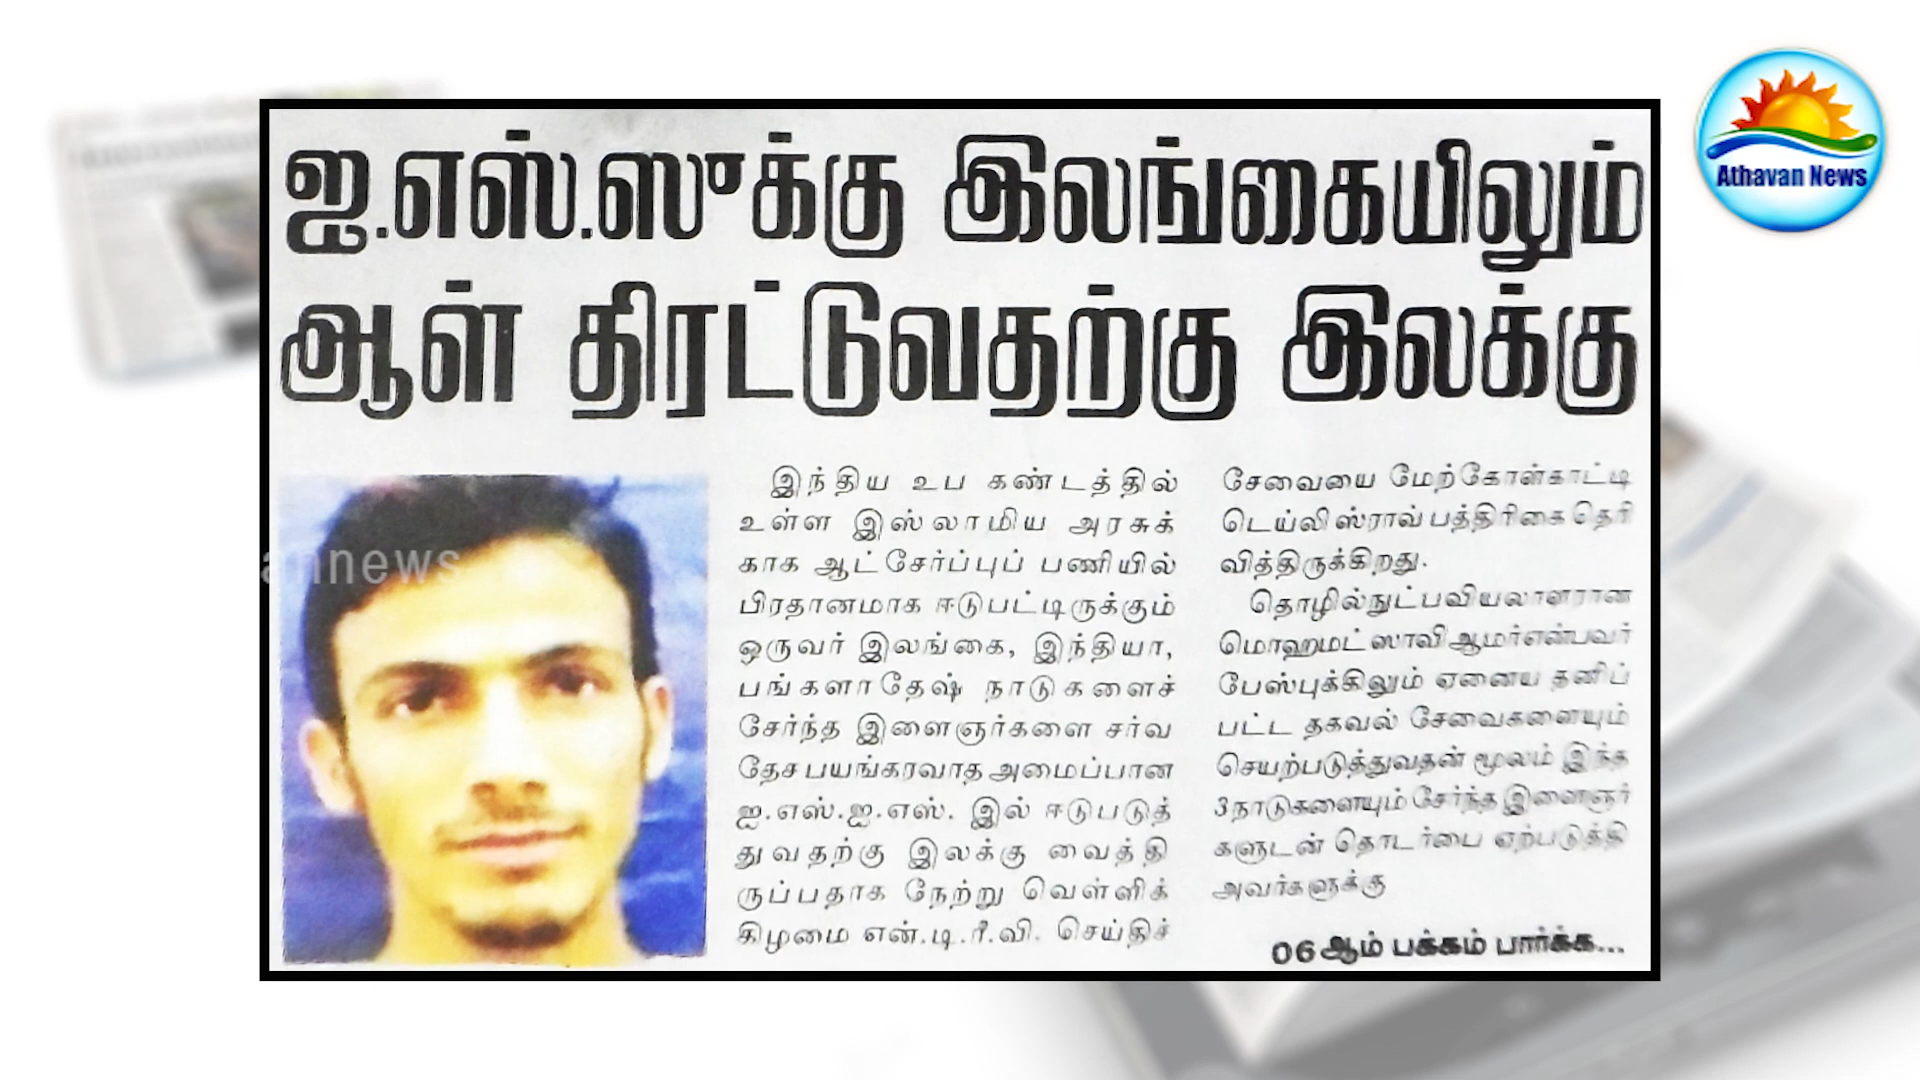 Athavan News
ஐ.எஸ்.ஸுக்கு இலங்கையிலும்
ஆள் திரட்டுவதற்கு இலக்கு
annews
இந்திய உப கண்டத்தில்
உள்ள இஸ்லாமிய அரசுக்
காக ஆட்சேர்ப்புப் பணியில்
பிரதானமாக ஈடுபட்டிருக்கும்
ஒருவர் இலங்கை, இந்தியா,
பங்களாதேஷ் நாடுகளைச்
சேர்ந்த இளைஞர்களை சர்வ
தேச பயங்கரவாத அமைப்பான
ஐ.எஸ்.ஐ.எஸ். இல் ஈடுபடுத்
துவதற்கு இலக்கு வைத்தி
ருப்பதாக நேற்று வெள்ளிக்
கிழமை என்.டி.ரீ.வி. செய்திச்
சேவையை மேற்கோள்காட்டி
டெய்லி ஸ்ராவ் பத்திரிகை தெரி
வித்திருக்கிறது.
தொழில்நுட்பவியலாளரான
மொஹமட் ஸாவி ஆமர் என்பவர்
பேஸ்புக்கிலும் ஏனைய தனிப்
பட்ட தகவல் சேவைகளையும்
செயற்படுத்துவதன் மூலம் இந்த
3 நாடுகளையும் சேர்ந்த இளைஞர்
களுடன் தொடர்பை ஏற்படுத்தி
அவர்களுக்கு
06 ஆம் பக்கம் பார்க்க...